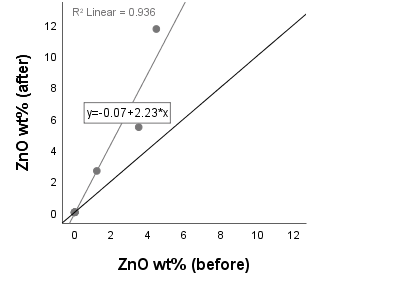 R² Linear = 0.936
12
10
8
6
4
2
0
ZnO wt% (after)
y=-0.07+2.23*x
0 2 4 6 8 10 12
ZnO wt% (before)